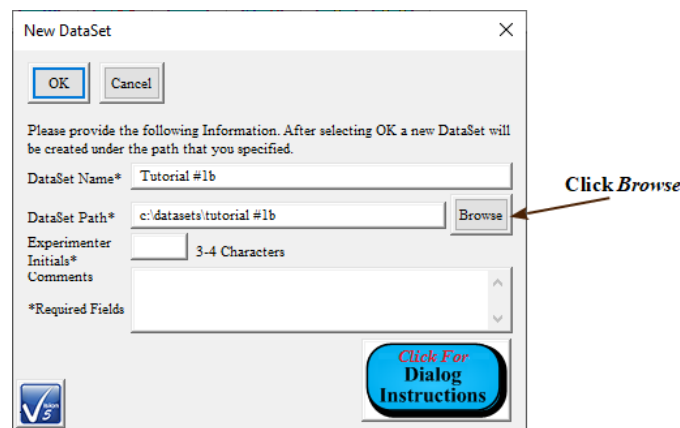 New DataSet
OK Cancel
Please provide the following Information. After selecting OK a new DataSet will
be created under the path that you specified.
DataSet Name* Tutorial #1b
Click Browse
DataSet Path* c:\datasets\tutorial #1b Browse
Experimenter
Initials* 3-4 Characters
Comments
*Required Fields
Click For
Dialog
Instructions
V5